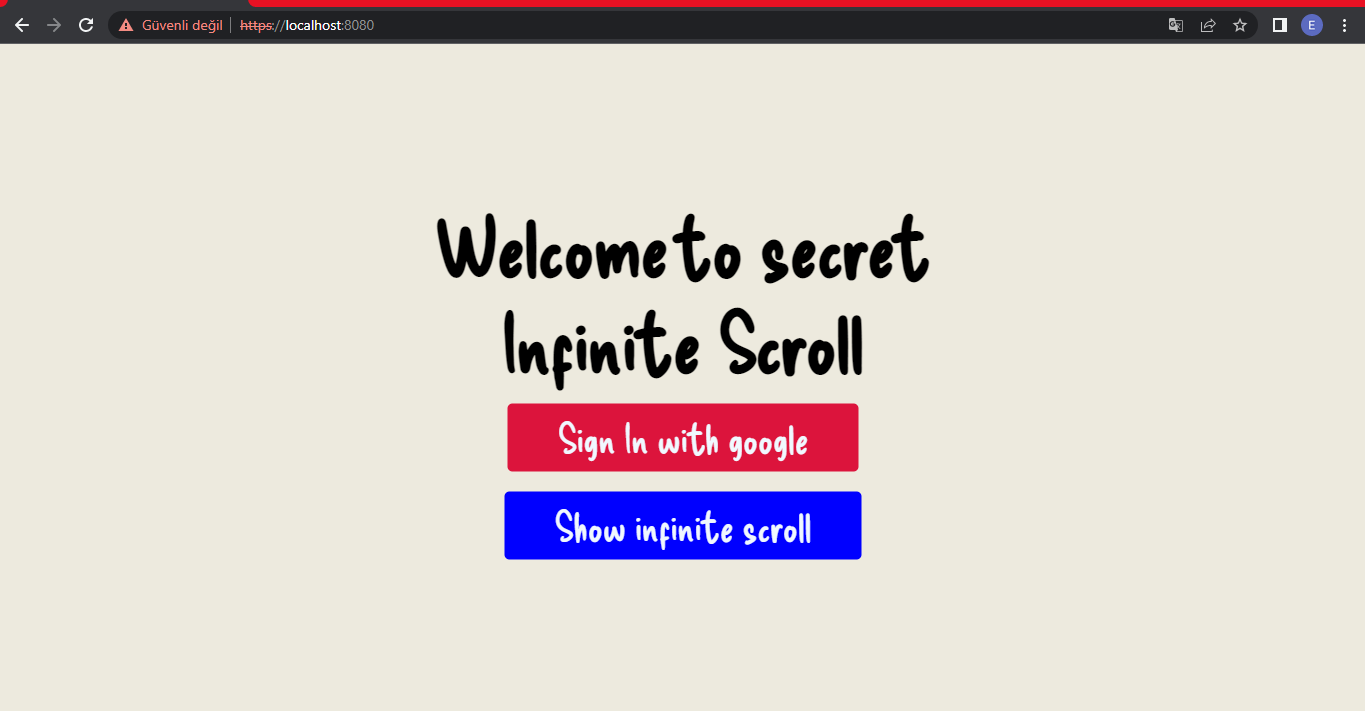 Güvenli değil
https://localhost:8080
E
Welcome to secret
Infinite Scroll
Sign In with google
Show infinite scroll